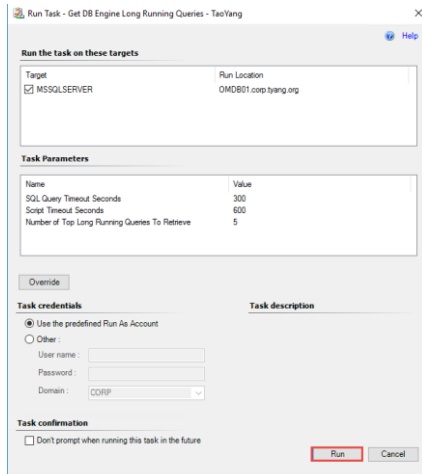 Run Task - Get DB Engine Long Running Queries - TaoYang
Help
Run the task on these targets
Target Run Location
MSSQLSERVER OMDB01.corp.tyang.org
Task Parameters
Name Value
SQL Query Timeout Seconds 300
Script Timeout Seconds 600
Number of Top Long Running Queries To Retrieve 5
Override
Task credentials Task description
Use the predefined Run As Account
Other :
User name :
Password :
Domain : CORP
Task confirmation
Don't prompt when running this task in the future
Run Cancel